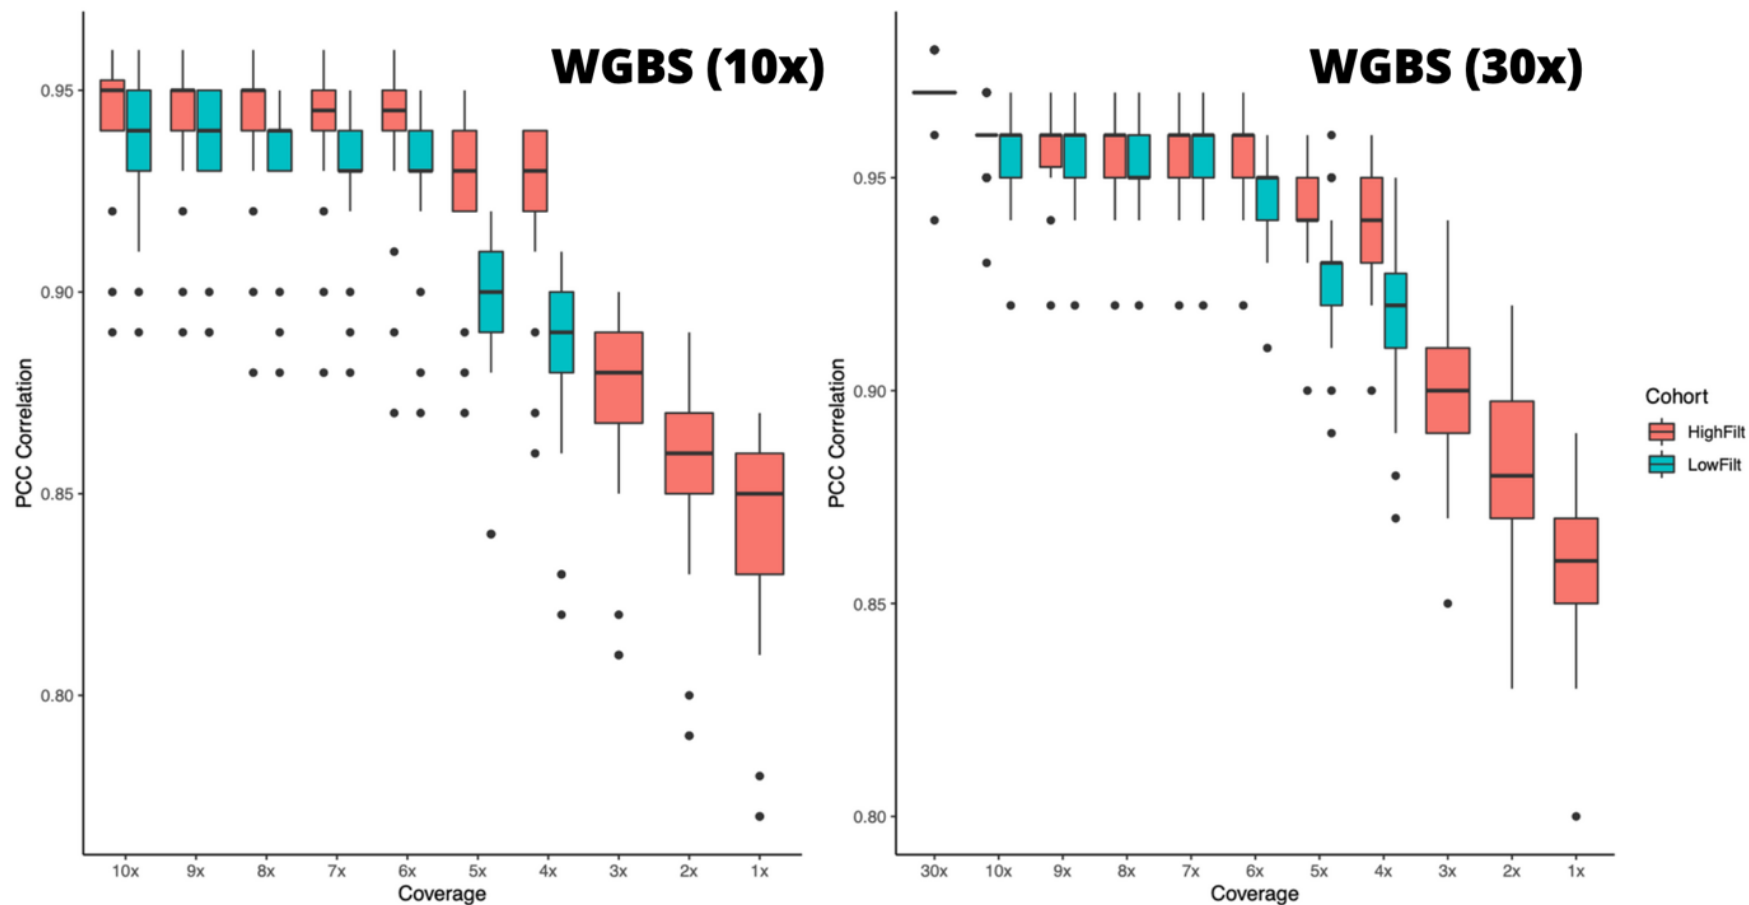 WGBS (10x)
PCC Correlation
0.95
0.90
0.85
0.80
10x 9x 8x 7x 6x 5x 4x 3x 2x 1x
Coverage
WGBS (30x)
PCC Correlation
0.95
0.90
0.85
0.80
30x 10x 9x 8x 7x 6x 5x 4x 3x 2x 1x
Coverage
Cohort
HighFilt
LowFilt